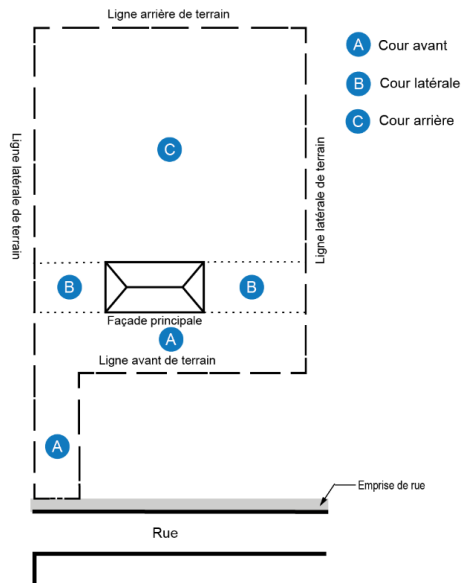 Ligne arrière de terrain
A Cour avant
B Cour latérale
C Cour arrière
C
Ligne latérale de terrain
Ligne latérale de terrain
B
B
Façade principale
A
Ligne avant de terrain
A
Emprise de rue
Rue